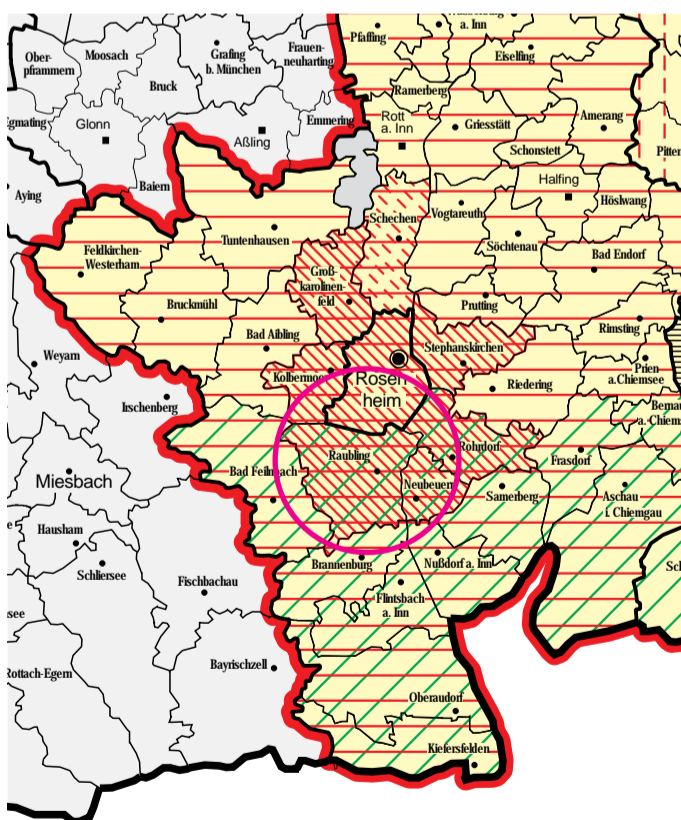 Pfaffing
a. Inn
Ober-
pframmern
Moosach
Grafing
b. München
Frauen-
neuharting
Eiselfing
Bruck
Ramerberg
Egmating
Glonn
Aßling
Emmering
Rott
a. Inn
Griesstätt
Amerang
Schonstett
Aying
Baiern
Halfing
Höslwang
Schechen
Vogtareuth
Feldkirchen-
Westerham
Tuntenhausen
Söchtenau
Bad Endorf
Groß-
karolinen-
feld
Bruckmühl
Prutting
Rimsting
Bad Aibling
Stephanskirchen
Weyarn
Kolbermoor
Rosen
heim
Riedering
Prien
a.Chiemsee
Irschenberg
Bernau
a. Chiems
Rohrdorf
Frasdorf
Miesbach
Bad Feilnbach
Raubling
Neubeuern
Samerberg
Aschau
i. Chiemgau
Hausham
Schliersee
Fischbachau
Brannenburg
Nußdorf a. Inn
Flintsbach
a. Inn
see
Rottach-Egern
Bayrischzell
Oberaudorf
Kiefersfelden